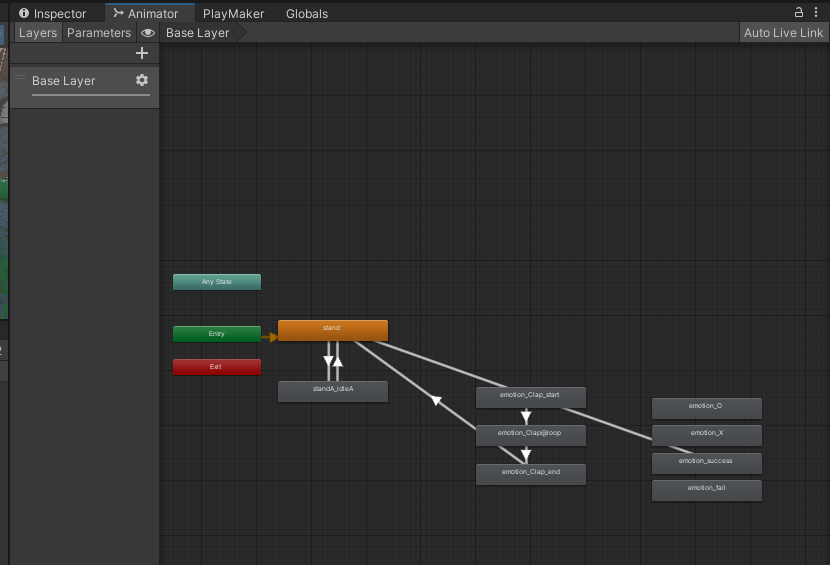 Inspector Animator PlayMaker Globals
Layers Parameters Base Layer Auto Live Link
Base Layer
Any State
Entry
stand
Exit
standA_idleA
emotion_Clap_start
emotion_Clap@loop
emotion_Clap_end
emotion_O
emotion_X
emotion_success
emotion_fail